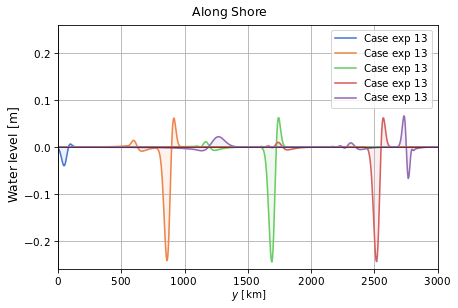 Along Shore
Case exp 13
Case exp 13
Case exp 13
Case exp 13
Case exp 13
Water level [m]
0.2
0.1
0.0
−0.1
−0.2
0 500 1000 1500 2000 2500 3000
y [km]